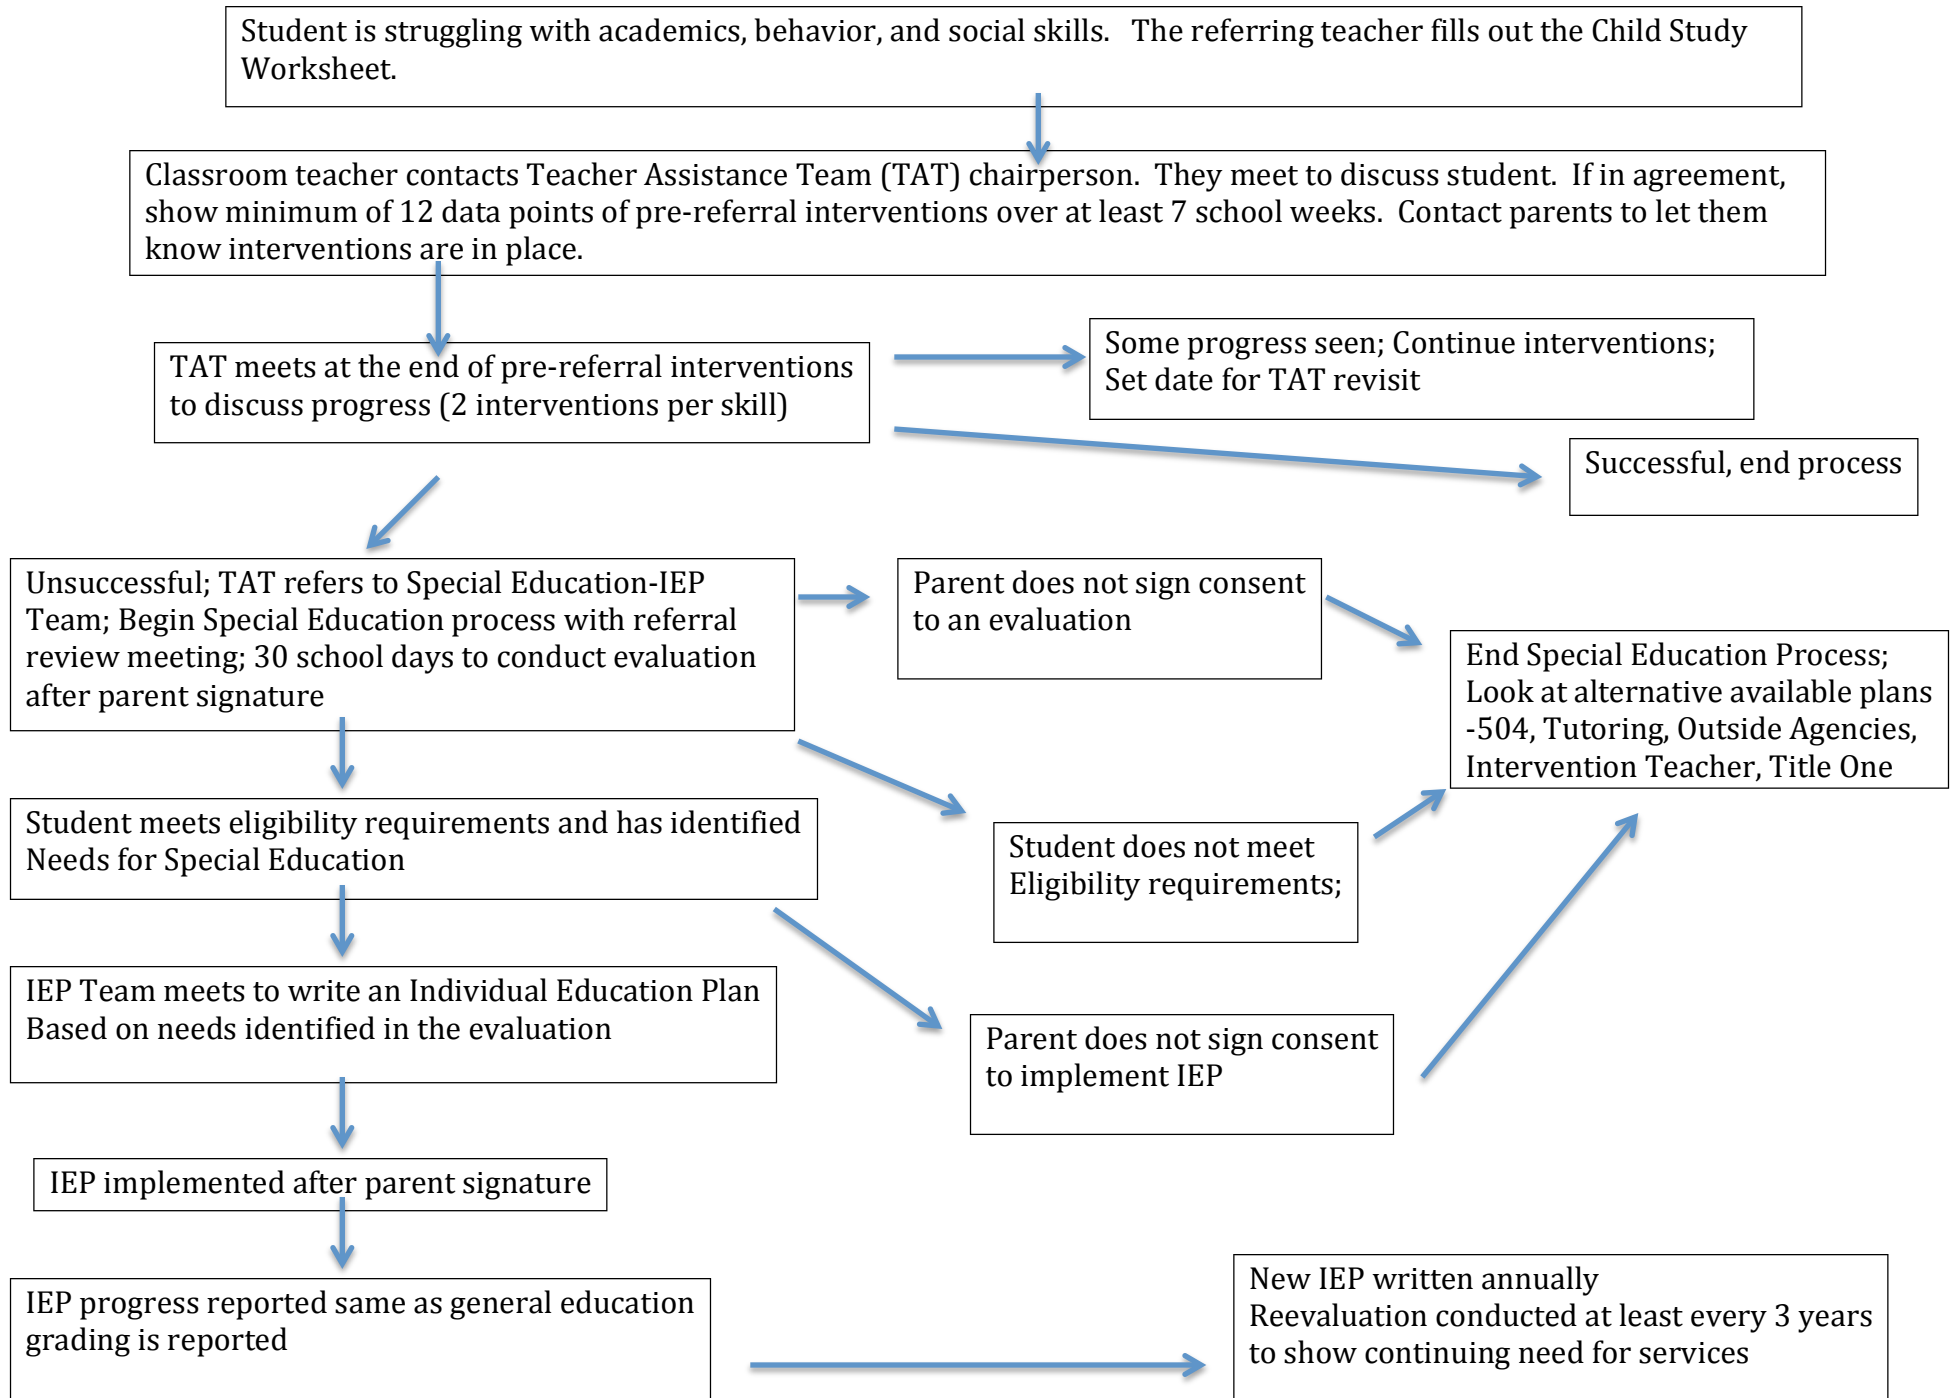 Student is struggling with academics, behavior, and social skills.   The referring teacher fills out the Child Study
Worksheet.
Classroom teacher contacts Teacher Assistance Team (TAT) chairperson.  They meet to discuss student.  If in agreement,
show minimum of 12 data points of pre-referral interventions over at least 7 school weeks.  Contact parents to let them
know interventions are in place.
TAT meets at the end of pre-referral interventions
to discuss progress (2 interventions per skill)
Some progress seen; Continue interventions;
Set date for TAT revisit
Successful, end process
Unsuccessful; TAT refers to Special Education-IEP
Team; Begin Special Education process with referral
review meeting; 30 school days to conduct evaluation
after parent signature
Parent does not sign consent
to an evaluation
End Special Education Process;
Look at alternative available plans
-504, Tutoring, Outside Agencies,
Intervention Teacher, Title One
Student meets eligibility requirements and has identified
Needs for Special Education
Student does not meet
Eligibility requirements;
IEP Team meets to write an Individual Education Plan
Based on needs identified in the evaluation
Parent does not sign consent
to implement IEP
IEP implemented after parent signature
IEP progress reported same as general education
grading is reported
New IEP written annually
Reevaluation conducted at least every 3 years
to show continuing need for services